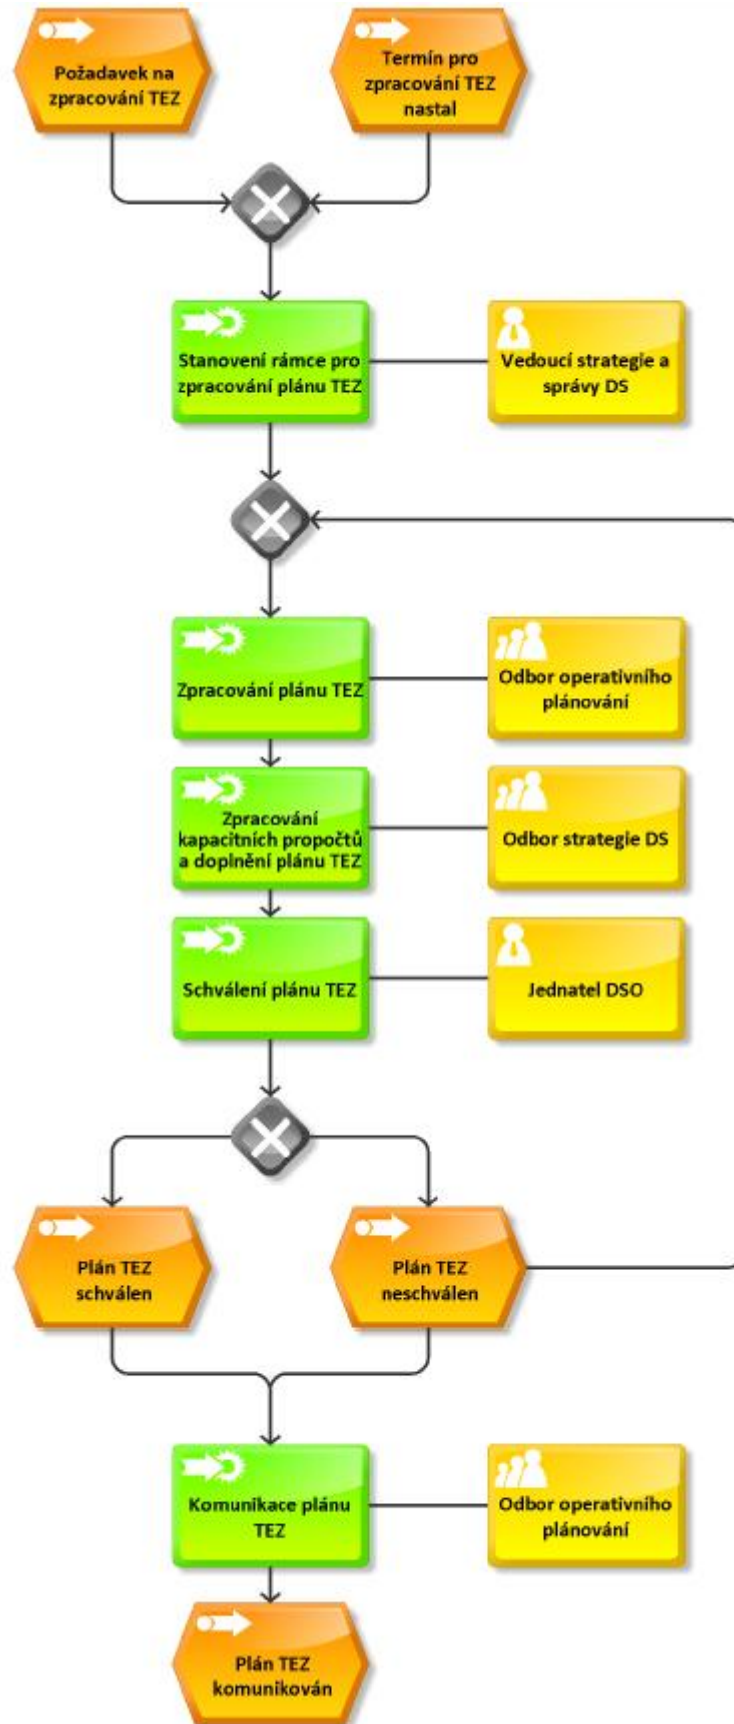 Požadavek na
zpracování TEZ
Termín pro
zpracování TEZ
nastal
Stanovení rámce pro
zpracování plánu TEZ
Vedoucí strategie a
správy DS
Zpracování plánu TEZ
Odbor operativního
plánování
Zpracování
kapacitních propočtů
a doplnění plánu TEZ
Odbor strategie DS
Schválení plánu TEZ
Jednatel DSO
Plán TEZ
schválen
Plán TEZ
neschválen
Komunikace plánu
TEZ
Odbor operativního
plánování
Plán TEZ
komunikován